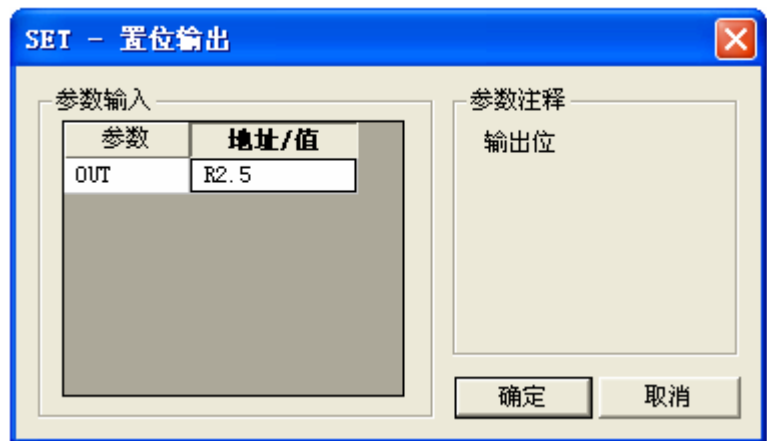 SET - 置位输出
参数输入
参数 地址/值
OUT R2.5
参数注释
输出位
确定 取消